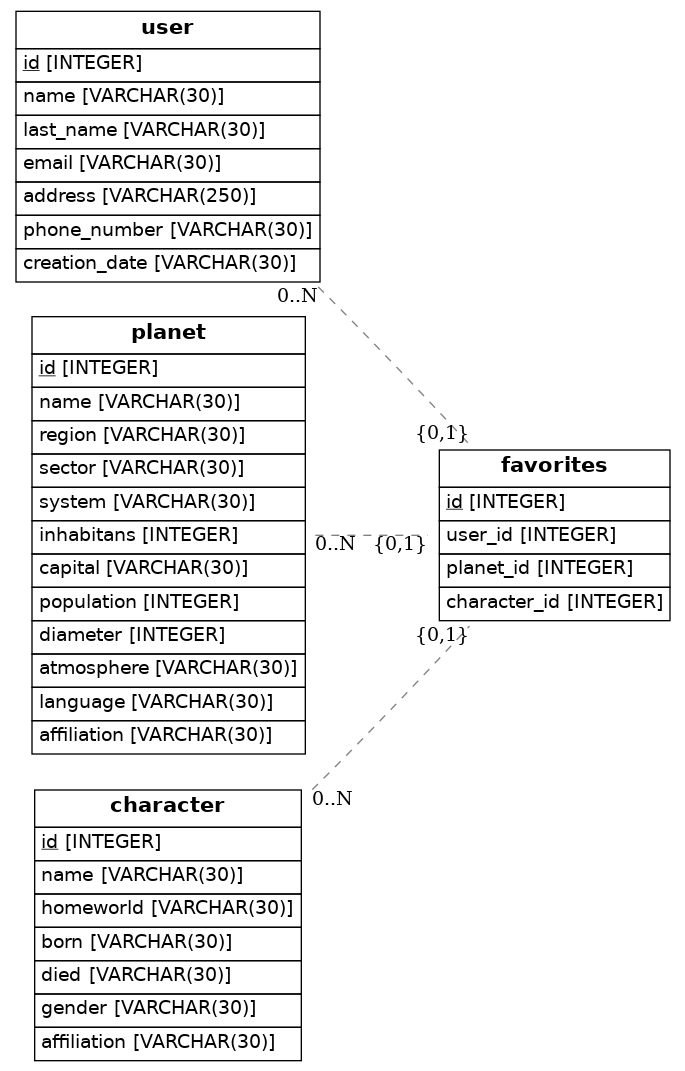 user
id [INTEGER]
name [VARCHAR(30)]
last_name [VARCHAR(30)]
email [VARCHAR(30)]
address [VARCHAR(250)]
phone_number [VARCHAR(30)]
creation_date [VARCHAR(30)]
0..N
{0,1}
planet
id [INTEGER]
name [VARCHAR(30)]
region [VARCHAR(30)]
sector [VARCHAR(30)]
system [VARCHAR(30)]
inhabitans [INTEGER]
capital [VARCHAR(30)]
population [INTEGER]
diameter [INTEGER]
atmosphere [VARCHAR(30)]
language [VARCHAR(30)]
affiliation [VARCHAR(30)]
0..N {0,1}
favorites
id [INTEGER]
user_id [INTEGER]
planet_id [INTEGER]
character_id [INTEGER]
{0,1}
0..N
character
id [INTEGER]
name [VARCHAR(30)]
homeworld [VARCHAR(30)]
born [VARCHAR(30)]
died [VARCHAR(30)]
gender [VARCHAR(30)]
affiliation [VARCHAR(30)]